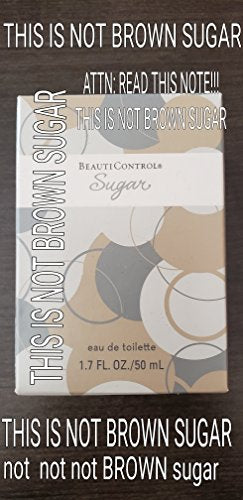 THIS IS NOT BROWN SUGAR
ATTN: READ THIS NOTE!!!
THIS IS NOT BROWN SUGAR
THIS IS NOT BROWN SUGAR
BEAUTICONTROL®
Sugar
eau de toilette
1.7 FL. OZ./50 mL
THIS IS NOT BROWN SUGAR
not not not BROWN sugar